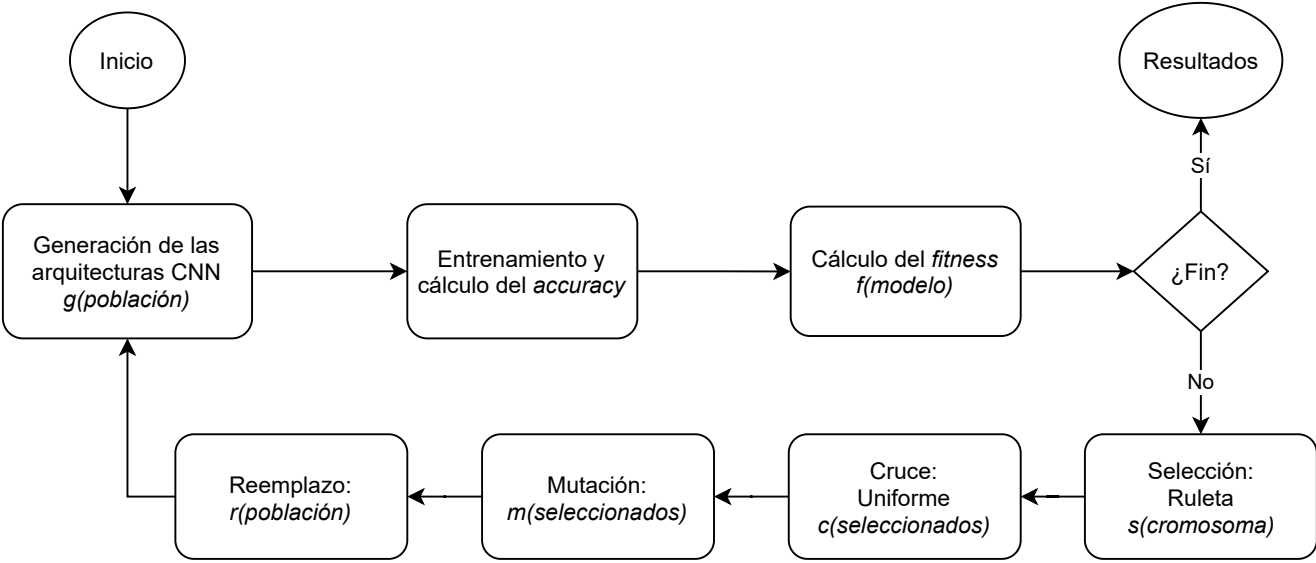 Inicio
Resultados
Sí
Generación de las
arquitecturas CNN
g(población)
Entrenamiento y
cálculo del accuracy
Cálculo del fitness
f(modelo)
¿Fin?
No
Reemplazo:
r(población)
Mutación:
m(seleccionados)
Cruce:
Uniforme
c(seleccionados)
Selección:
Ruleta
s(cromosoma)